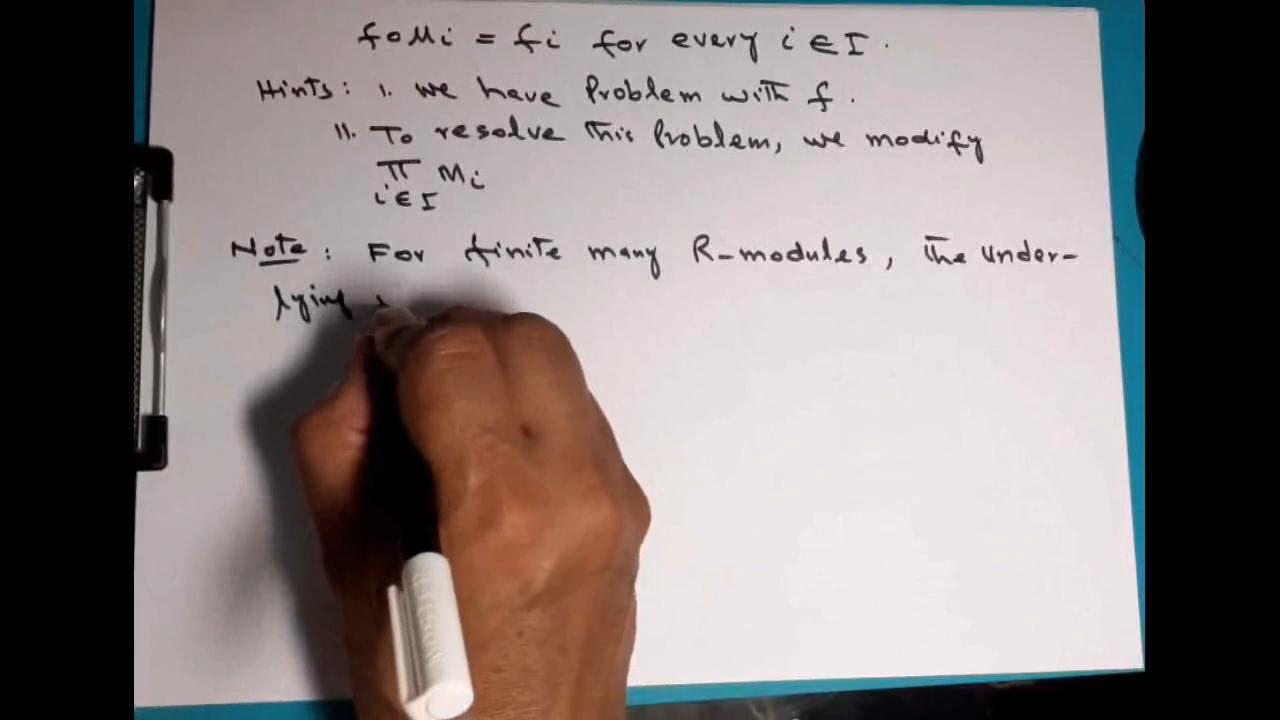 foμi = fi for every i ∈ I.
Hints: I. We have Problem with f.
II. To resolve this Problem, we modify
∏ Mi
i∈I
Note: For finite many R-modules, the under-
lying